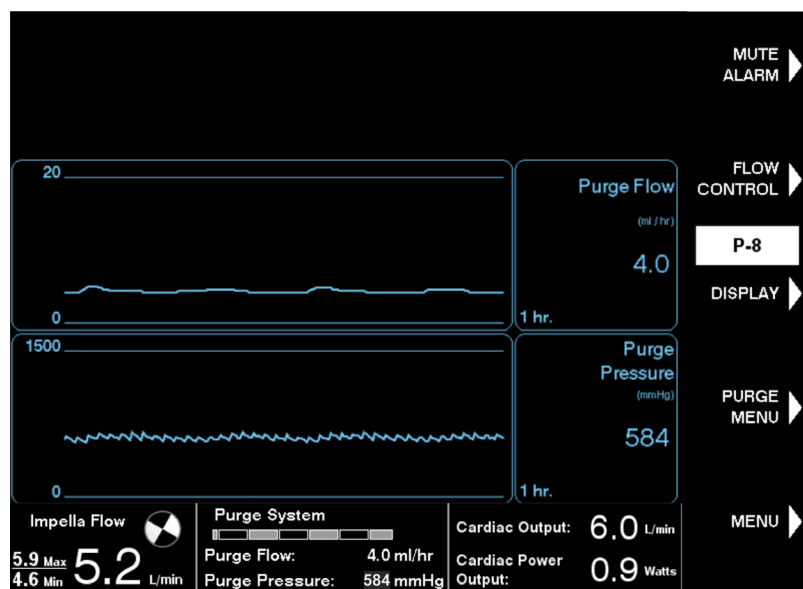 MUTE
ALARM
20
Purge Flow
(ml / hr)
4.0
0
1 hr.
FLOW
CONTROL
P-8
DISPLAY
1500
Purge
Pressure
(mmHg)
584
0
1 hr.
PURGE
MENU
Impella Flow
5.9 Max
4.6 Min
5.2 L/min
Purge System
Purge Flow: 4.0 ml/hr
Purge Pressure: 584 mmHg
Cardiac Output: 6.0 L/min
Cardiac Power
Output: 0.9 Watts
MENU